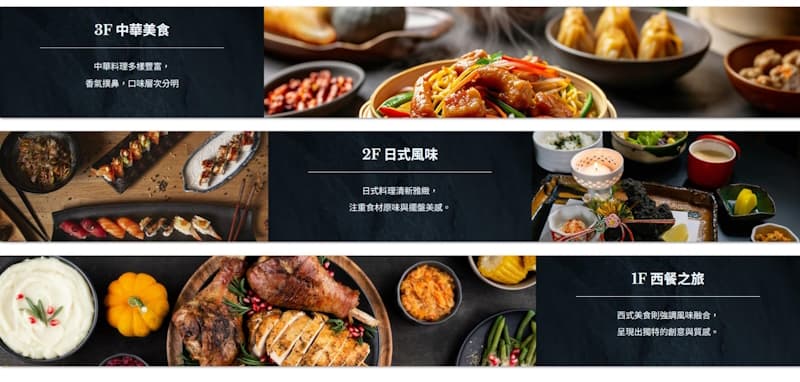 3F 中華美食
中華料理多樣豐富，
香氣撲鼻，口味層次分明
2F 日式風味
日式料理清新雅緻，
注重食材原味與擺盤美感。
1F 西餐之旅
西式美食則強調風味融合，
呈現出獨特的創意與質感。